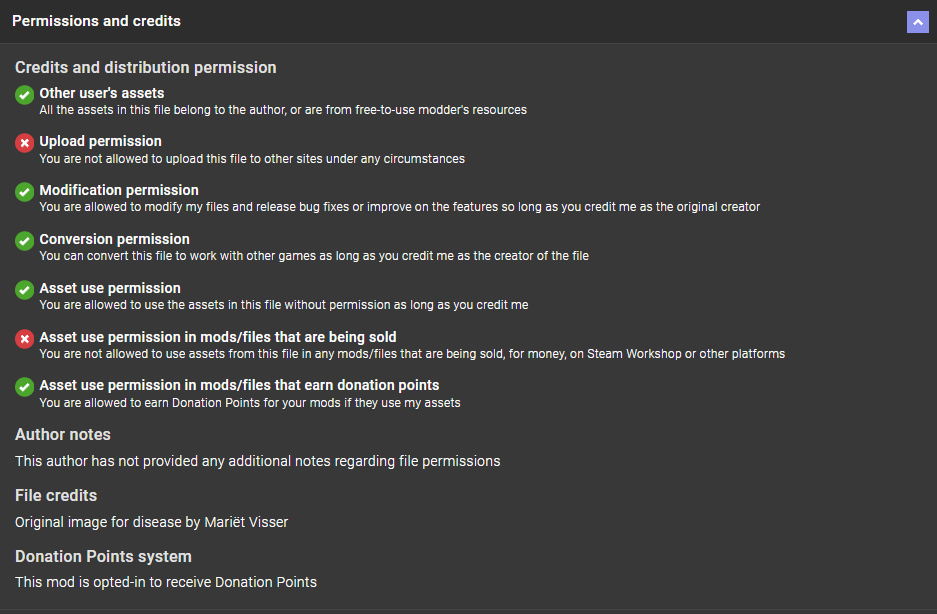 Permissions and credits
Credits and distribution permission
Other user's assets
All the assets in this file belong to the author, or are from free-to-use modder's resources
Upload permission
You are not allowed to upload this file to other sites under any circumstances
Modification permission
You are allowed to modify my files and release bug fixes or improve on the features so long as you credit me as the original creator
Conversion permission
You can convert this file to work with other games as long as you credit me as the creator of the file
Asset use permission
You are allowed to use the assets in this file without permission as long as you credit me
Asset use permission in mods/files that are being sold
You are not allowed to use assets from this file in any mods/files that are being sold, for money, on Steam Workshop or other platforms
Asset use permission in mods/files that earn donation points
You are allowed to earn Donation Points for your mods if they use my assets
Author notes
This author has not provided any additional notes regarding file permissions
File credits
Original image for disease by Mariët Visser
Donation Points system
This mod is opted-in to receive Donation Points